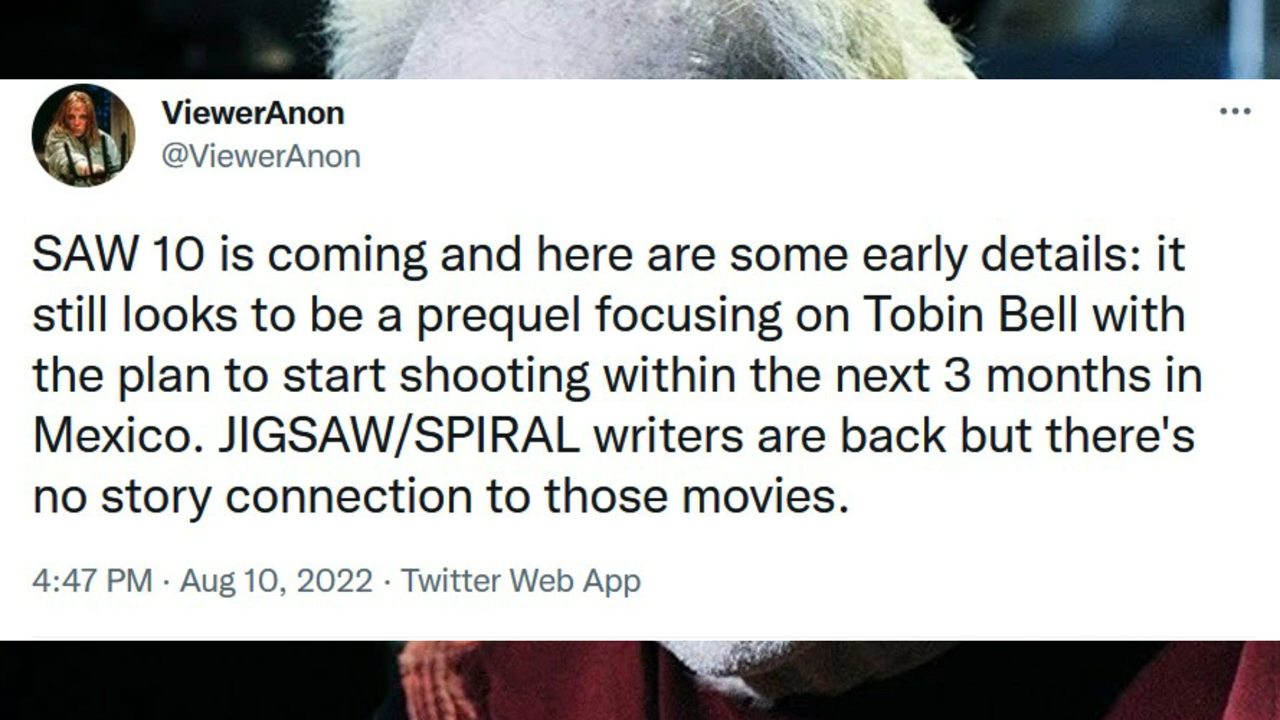 ViewerAnon
@ViewerAnon
SAW 10 is coming and here are some early details: it
still looks to be a prequel focusing on Tobin Bell with
the plan to start shooting within the next 3 months in
Mexico. JIGSAW/SPIRAL writers are back but there's
no story connection to those movies.
4:47 PM · Aug 10, 2022 · Twitter Web App